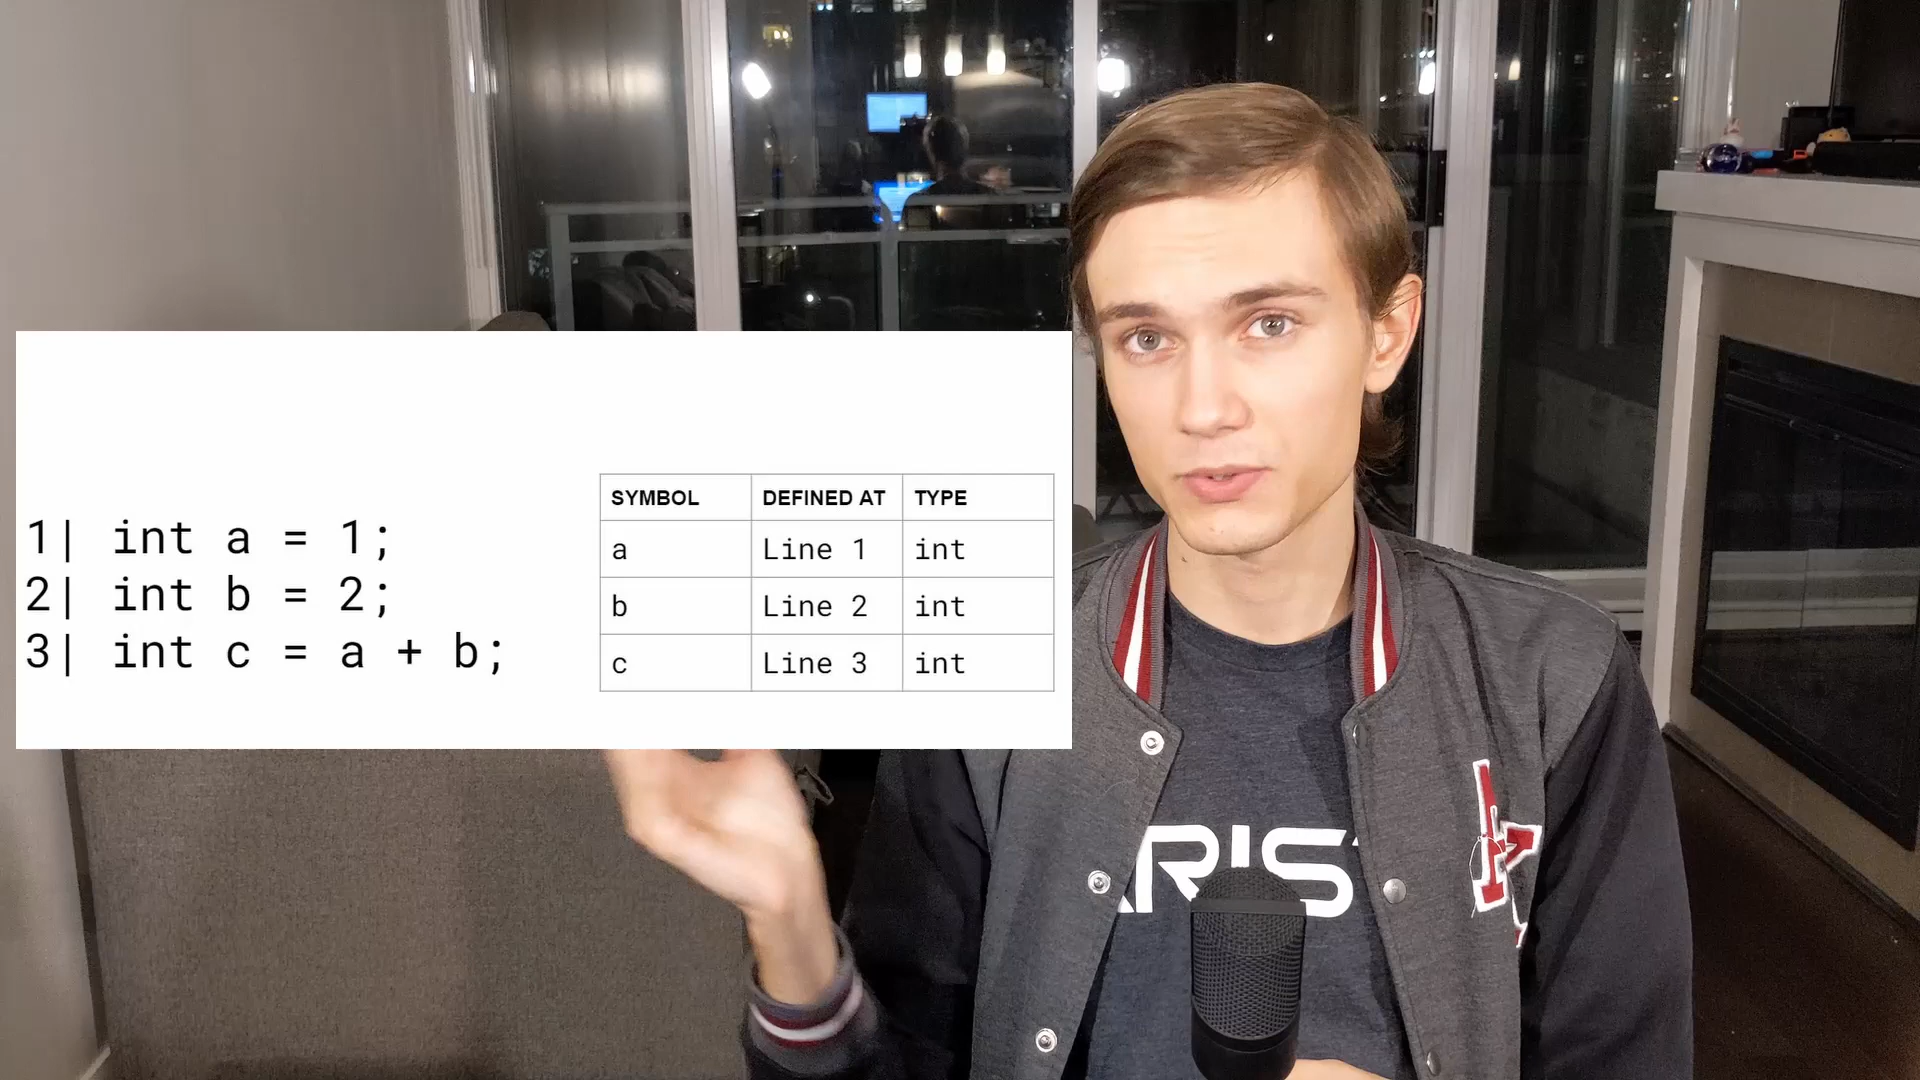 1| int a = 1;
2| int b = 2;
3| int c = a + b;
SYMBOL DEFINED AT TYPE
a Line 1 int
b Line 2 int
c Line 3 int
RIS